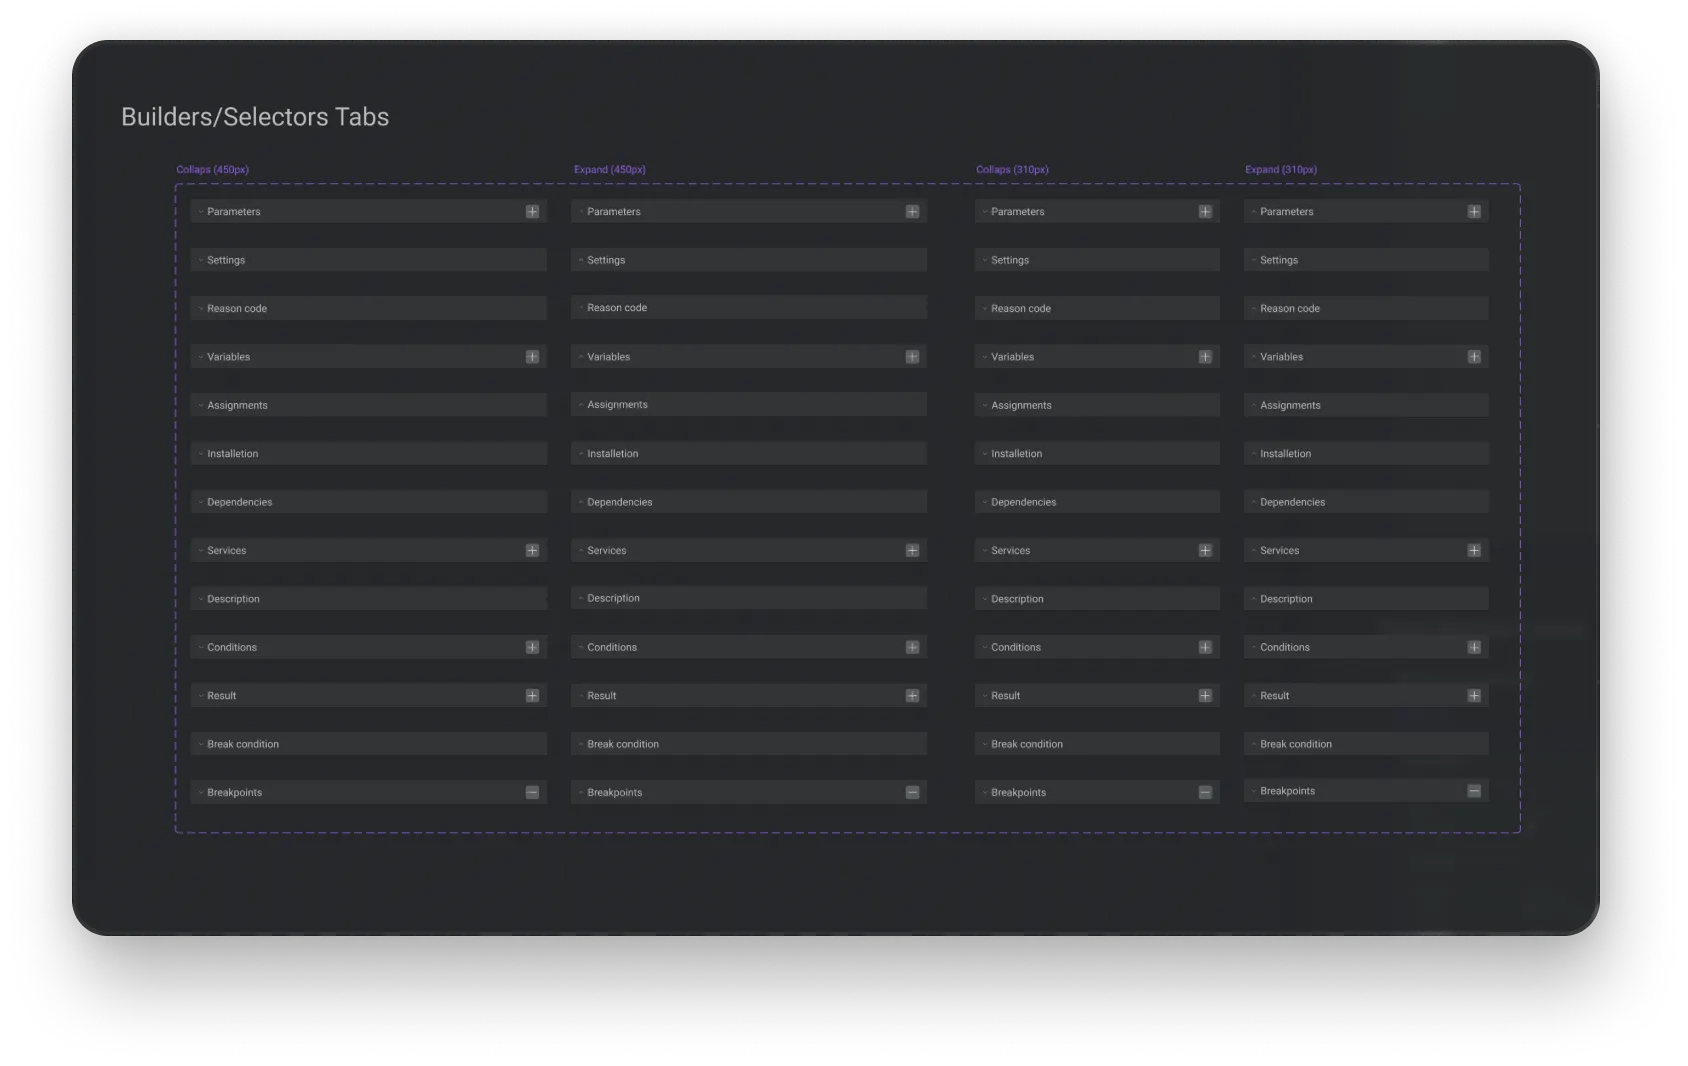 Builders/Selectors Tabs
Collaps (450px) Expand (450px) Collaps (310px) Expand (310px)
Parameters Parameters Parameters Parameters
Settings Settings Settings Settings
Reason code Reason code Reason code Reason code
Variables Variables Variables Variables
Assignments Assignments Assignments Assignments
Installetion Installetion Installetion Installetion
Dependencies Dependencies Dependencies Dependencies
Services Services Services Services
Description Description Description Description
Conditions Conditions Conditions Conditions
Result Result Result Result
Break condition Break condition Break condition Break condition
Breakpoints Breakpoints Breakpoints Breakpoints